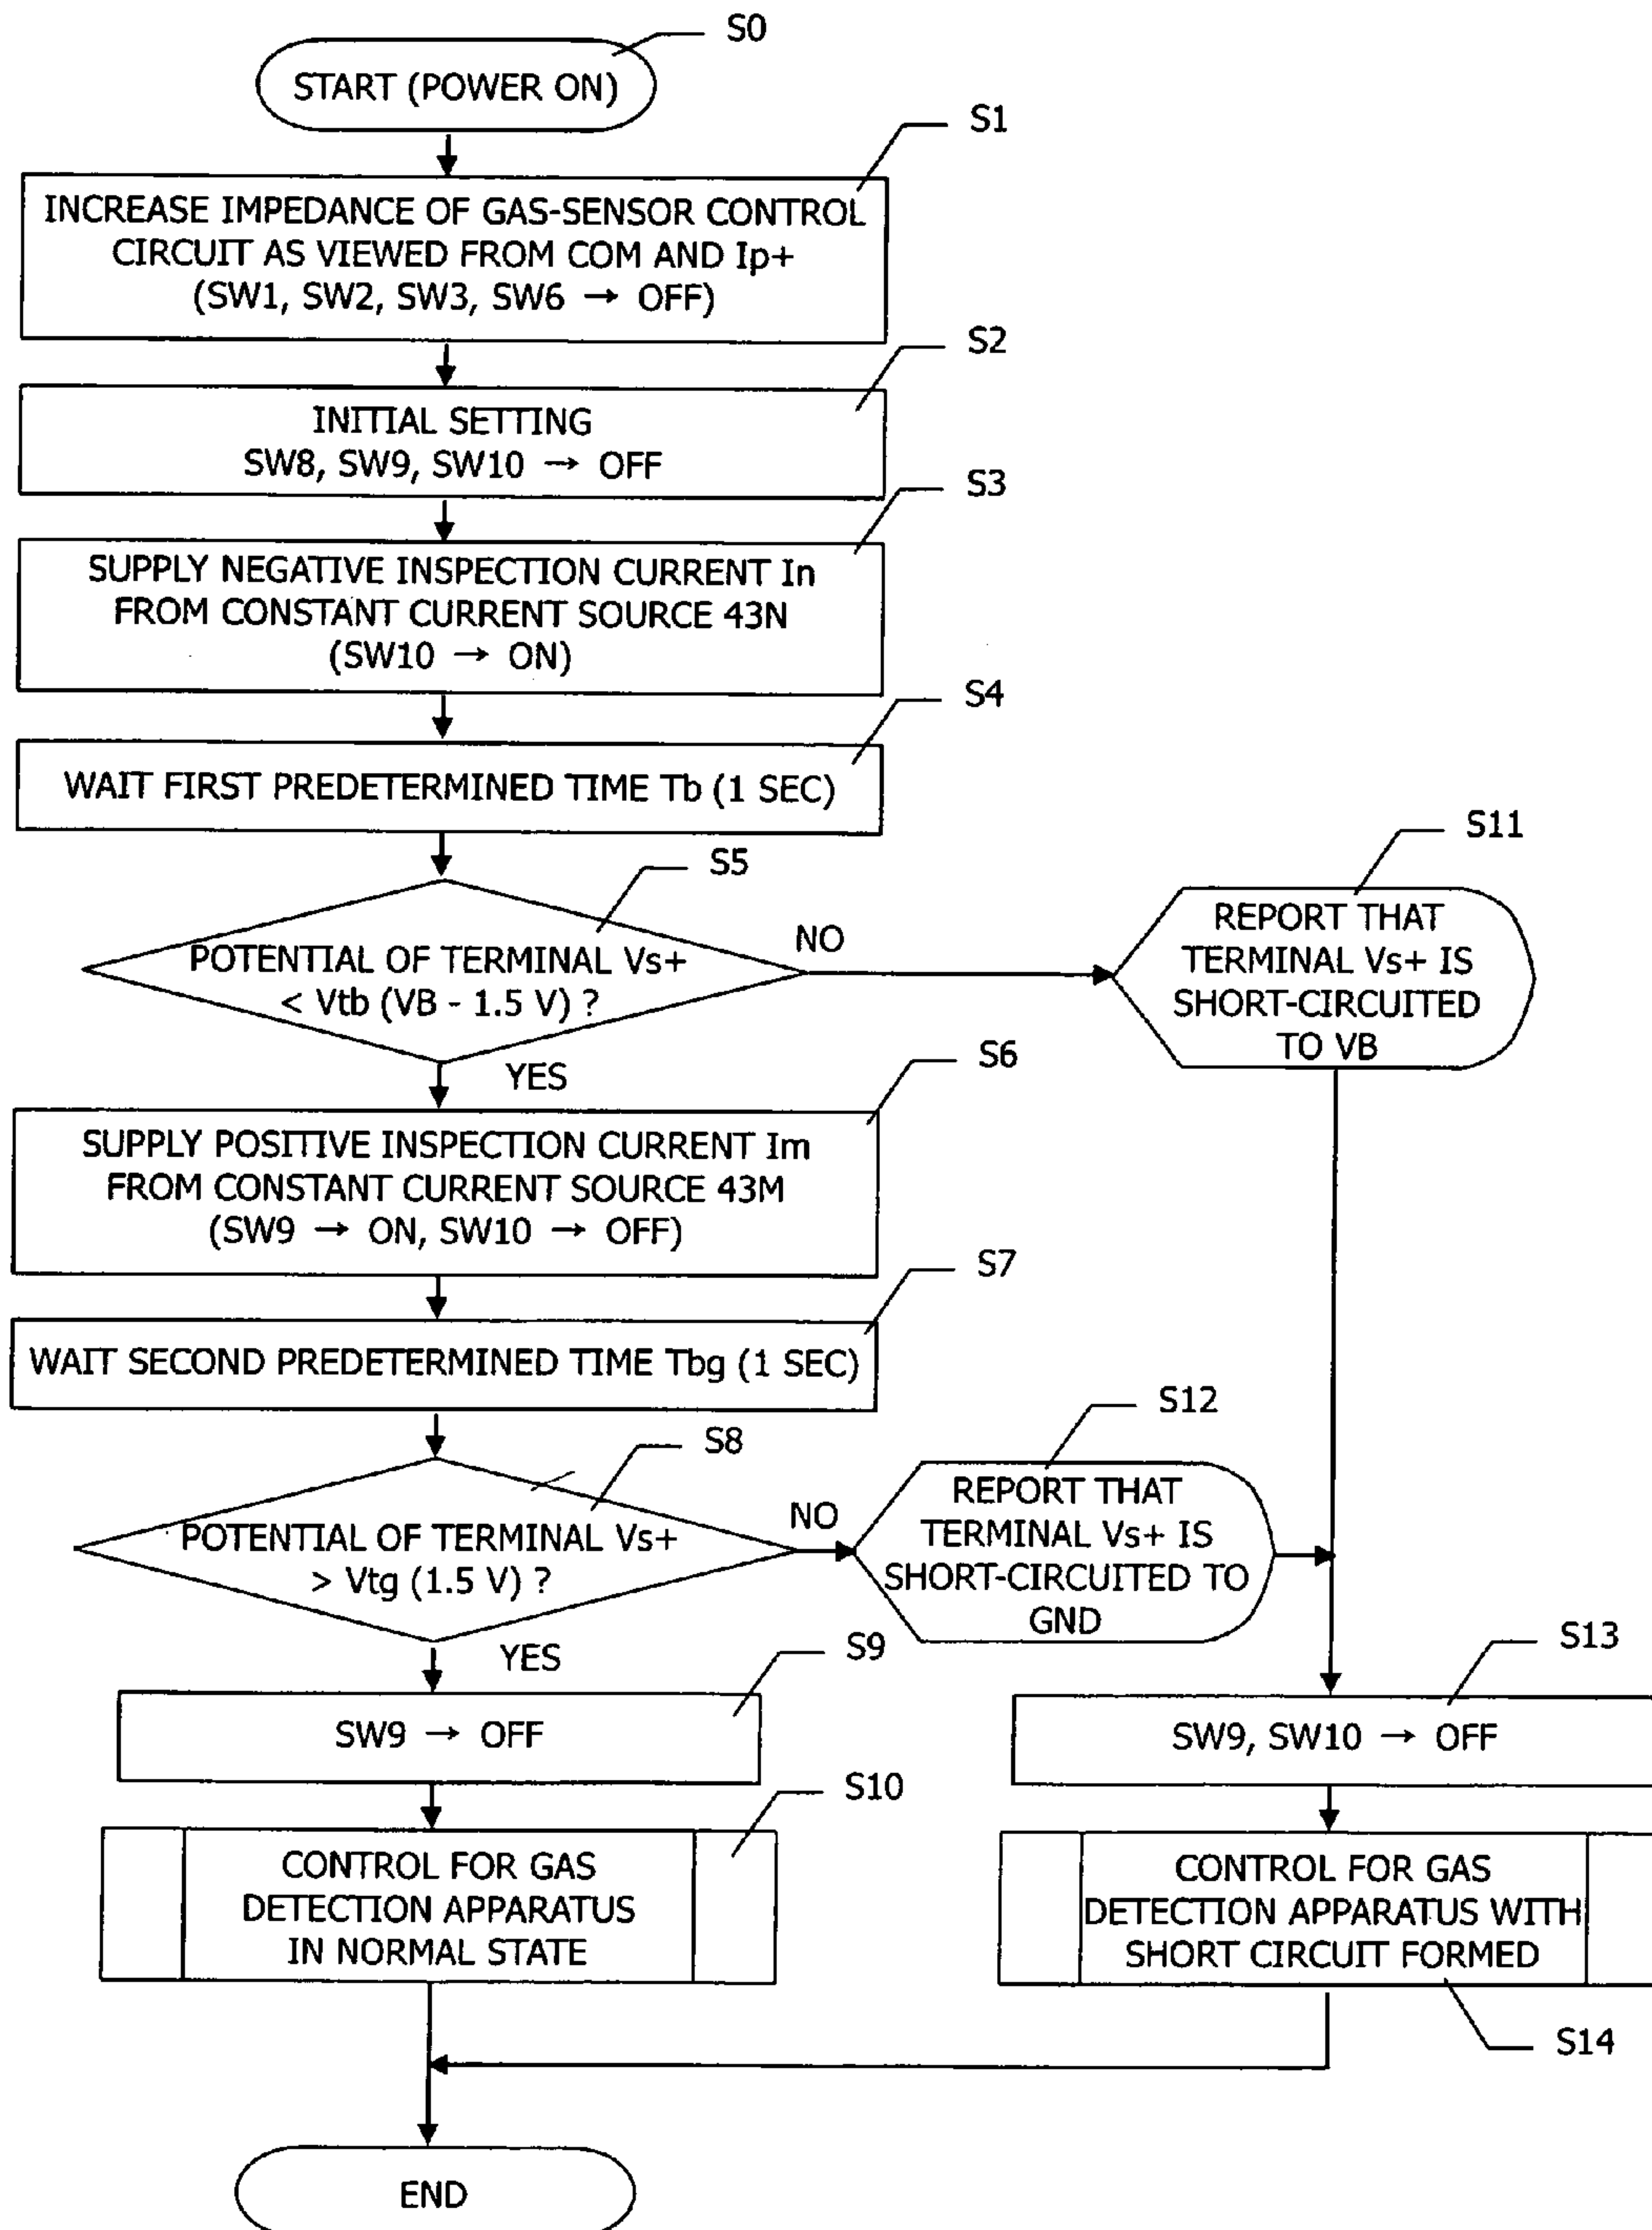 S0
START (POWER ON)
S1
INCREASE IMPEDANCE OF GAS-SENSOR CONTROL
CIRCUIT AS VIEWED FROM COM AND Ip+
(SW1, SW2, SW3, SW6 → OFF)
S2
INITIAL SETTING
SW8, SW9, SW10 → OFF
S3
SUPPLY NEGATIVE INSPECTION CURRENT In
FROM CONSTANT CURRENT SOURCE 43N
(SW10 → ON)
S4
WAIT FIRST PREDETERMINED TIME Tb (1 SEC)
S5
POTENTIAL OF TERMINAL Vs+
< Vtb (VB - 1.5 V) ?
NO
YES
S11
REPORT THAT
TERMINAL Vs+ IS
SHORT-CIRCUITED
TO VB
S6
SUPPLY POSITIVE INSPECTION CURRENT Im
FROM CONSTANT CURRENT SOURCE 43M
(SW9 → ON, SW10 → OFF)
S7
WAIT SECOND PREDETERMINED TIME Tbg (1 SEC)
S8
POTENTIAL OF TERMINAL Vs+
> Vtg (1.5 V) ?
NO
YES
S12
REPORT THAT
TERMINAL Vs+ IS
SHORT-CIRCUITED TO
GND
S9
SW9 → OFF
S13
SW9, SW10 → OFF
S10
CONTROL FOR GAS
DETECTION APPARATUS
IN NORMAL STATE
CONTROL FOR GAS
DETECTION APPARATUS WITH
SHORT CIRCUIT FORMED
S14
END